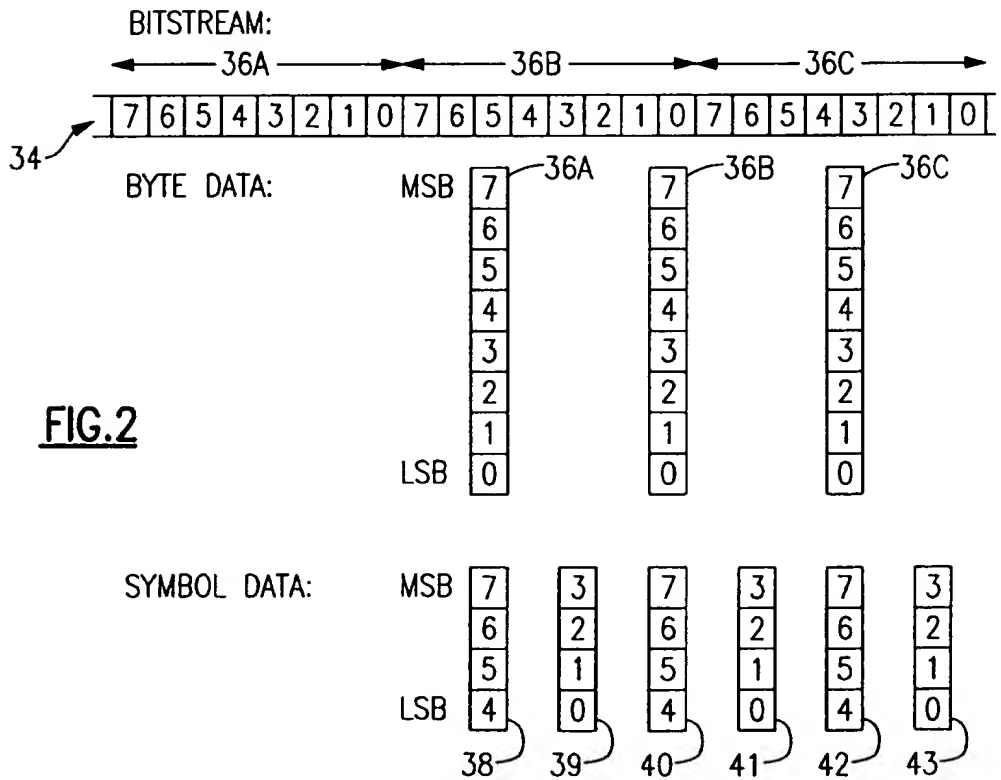 BITSTREAM:
36A 36B 36C
7 6 5 4 3 2 1 0 7 6 5 4 3 2 1 0 7 6 5 4 3 2 1 0
34
36A 36B 36C
BYTE DATA: MSB 7 7 7
6 6 6
5 5 5
4 4 4
3 3 3
2 2 2
FIG.2
1 1 1
LSB 0 0 0
SYMBOL DATA: MSB 7 3 7 3 7 3
6 2 6 2 6 2
5 1 5 1 5 1
LSB 4 0 4 0 4 0
38 39 40 41 42 43